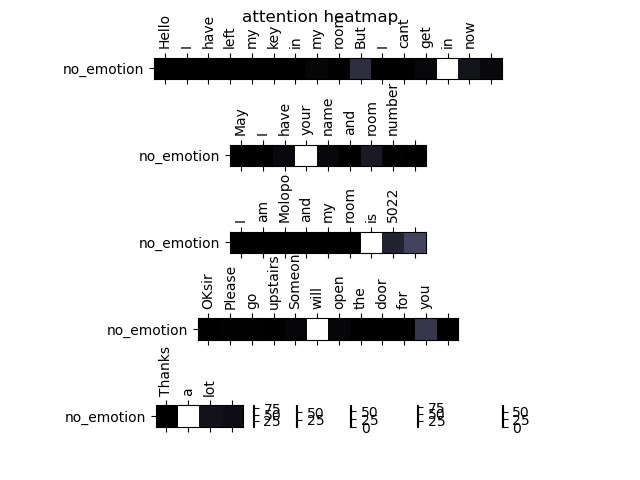 attention heatmap
Hello I have left my key in my room But I cant get in now
no_emotion
May I have your name and room number
no_emotion
I am Molopo and my room is 5022
no_emotion
OKsir Please go upstairs Someon will open the door for you
no_emotion
Thanks a lot
no_emotion
75 50 25
50 25
50 25 0
75 50 25
50 25 0